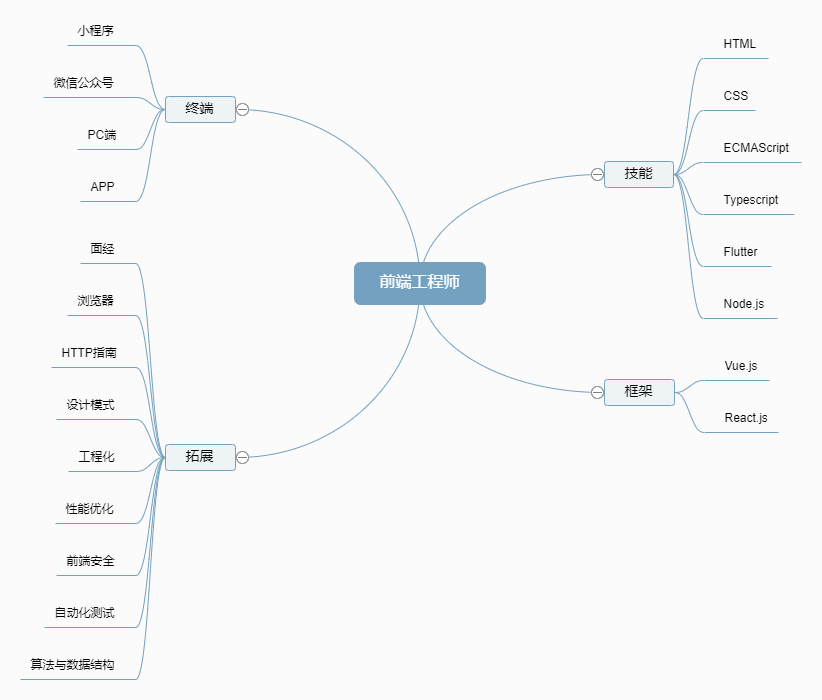 前端工程师
终端
小程序
微信公众号
PC端
APP
拓展
面经
浏览器
HTTP指南
设计模式
工程化
性能优化
前端安全
自动化测试
算法与数据结构
技能
HTML
CSS
ECMAScript
Typescript
Flutter
Node.js
框架
Vue.js
React.js